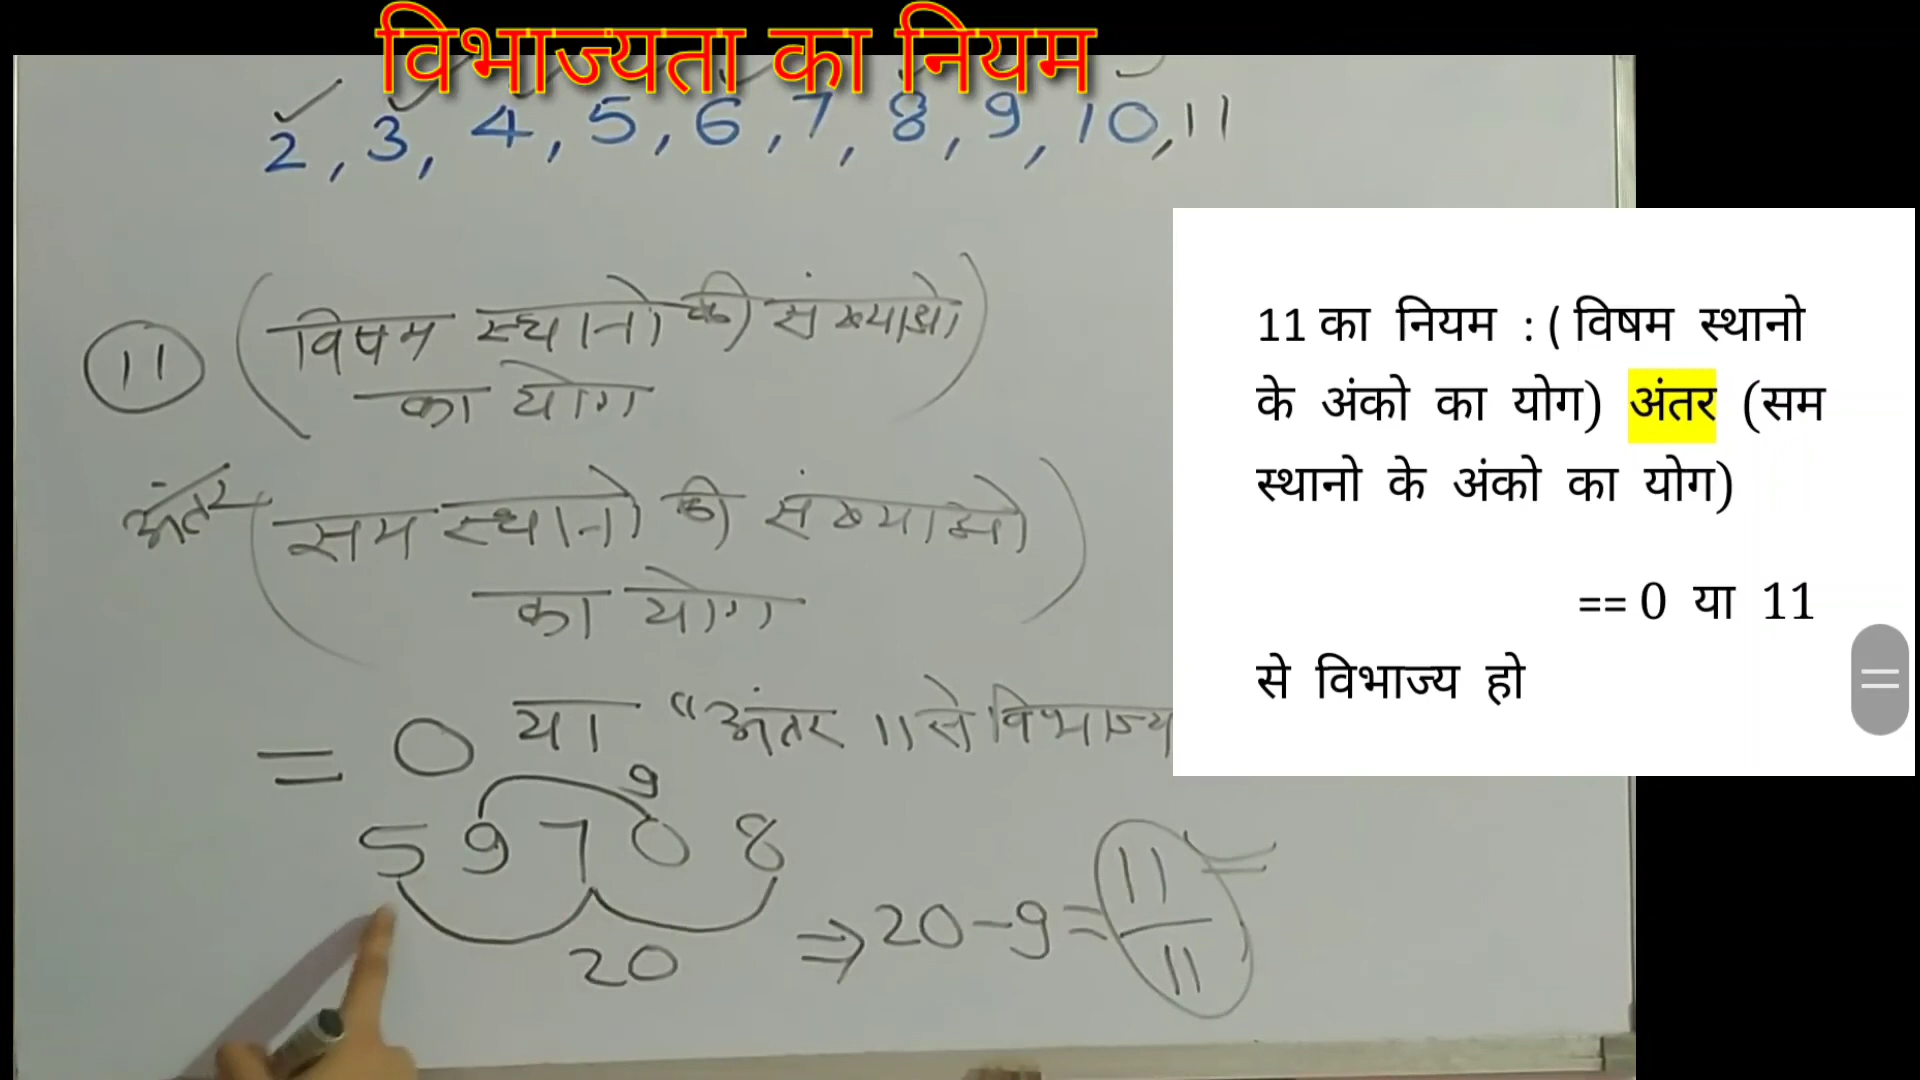 विभाज्यता का नियम
2, 3, 4, 5, 6, 7, 8, 9, 10, 11
11 (विषम स्थानो की संख्याओ)
का योग
अंतर (सम स्थानो की संख्याओ)
का योग
= 0 या "अंतर 11 से विभाज्य
9
5 9 7 0 8
20 ⇒ 20-9= 11/11
11 का नियम : ( विषम स्थानो
के अंको का योग) अंतर (सम
स्थानो के अंको का योग)
== 0 या 11
से विभाज्य हो